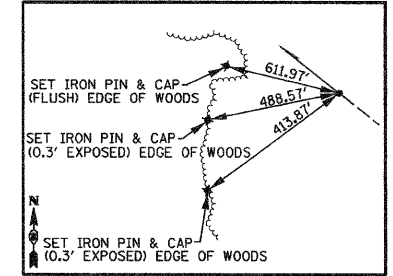 611.97'
SET IRON PIN & CAP
(FLUSH) EDGE OF WOODS
488.57'
413.87'
SET IRON PIN & CAP
(0.3' EXPOSED) EDGE OF WOODS
N
SET IRON PIN & CAP
(0.3' EXPOSED) EDGE OF WOODS